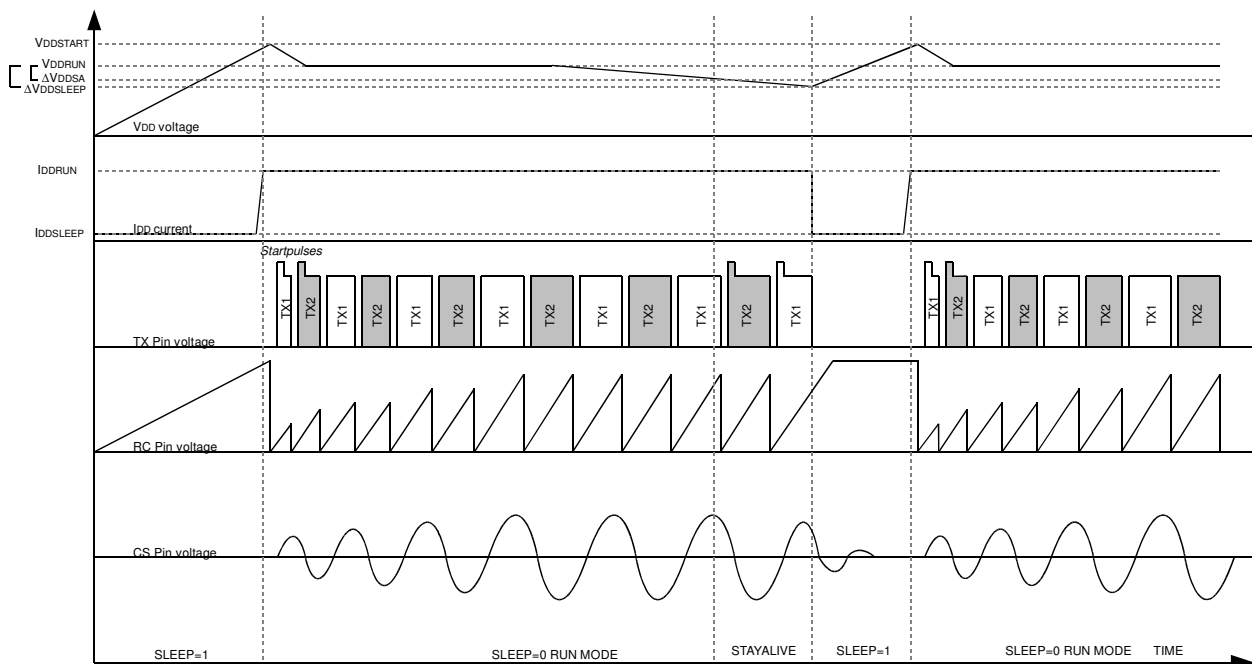 VDDSTART
VDDRUN
ΔVDDSA
ΔVDDSLEEP
VDD voltage
IDDRUN
IDDSLEEP
IDD current
Startpulses
TX1 TX2 TX1 TX2 TX1 TX2 TX1 TX2 TX1 TX2 TX1 TX2 TX1 TX1 TX2 TX1 TX2 TX1 TX2 TX1 TX2
TX Pin voltage
RC Pin voltage
CS Pin voltage
SLEEP=1 SLEEP=0 RUN MODE STAYALIVE SLEEP=1 SLEEP=0 RUN MODE TIME